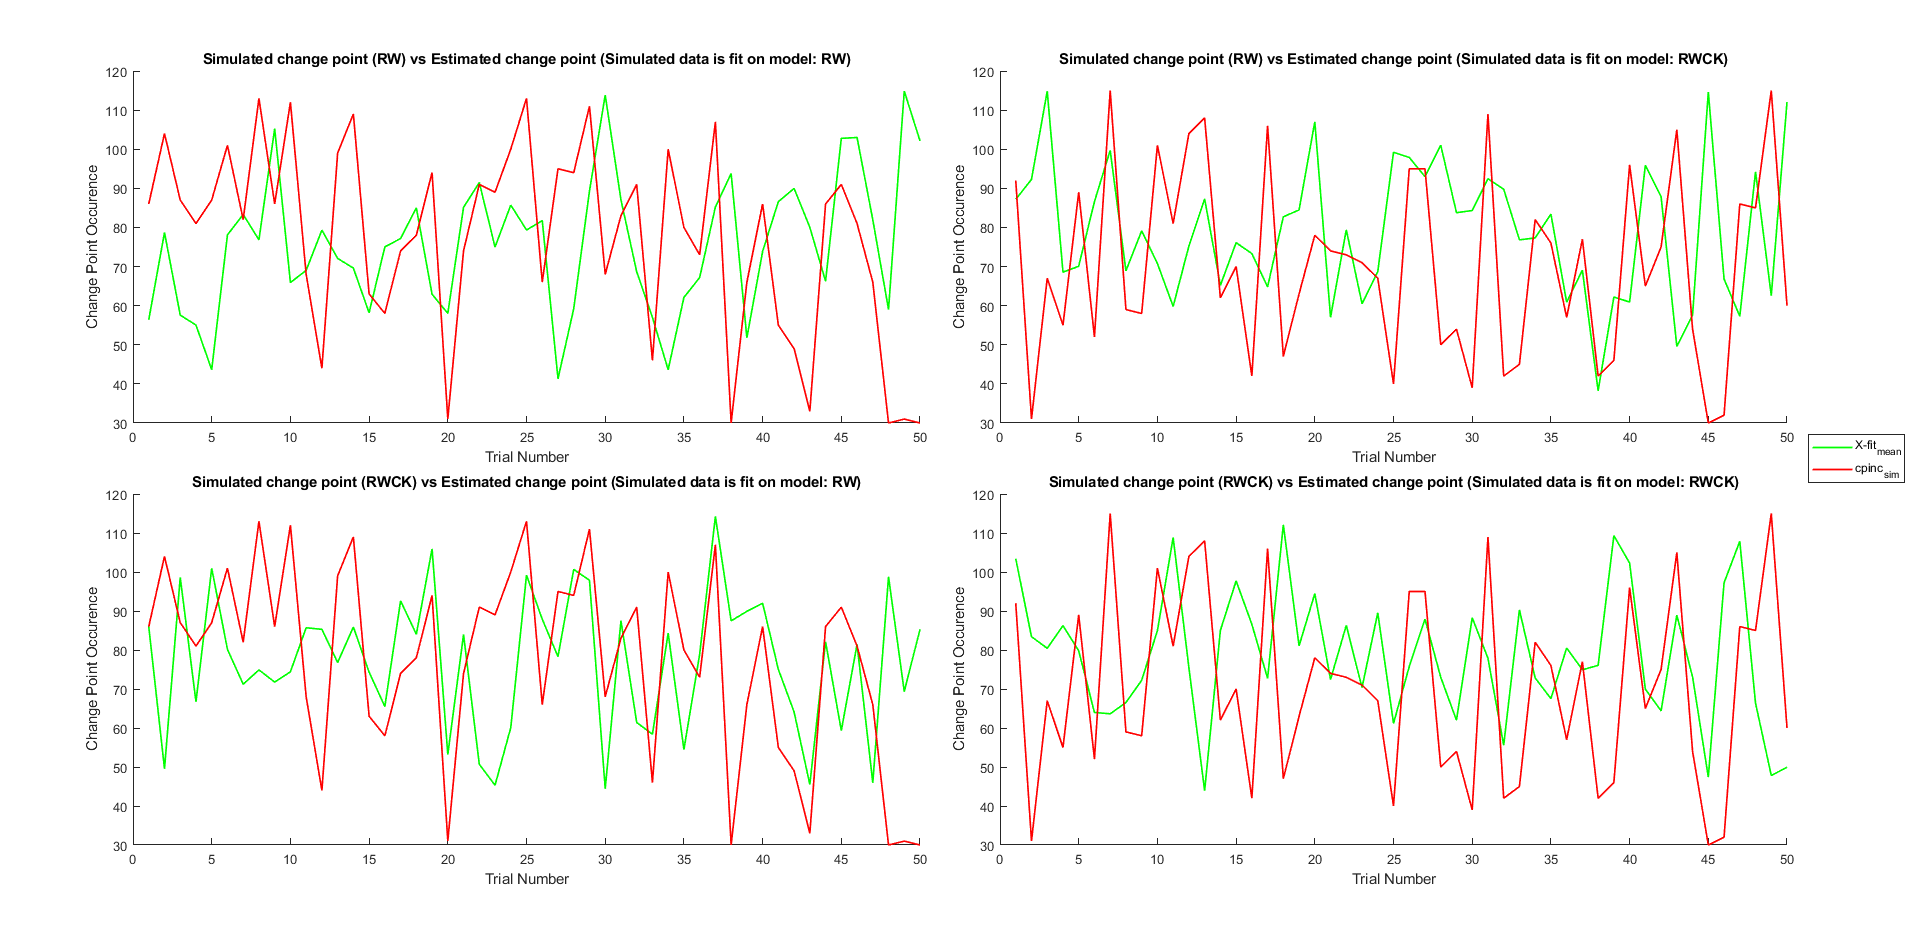 Simulated change point (RW) vs Estimated change point (Simulated data is fit on model: RW)
120
110
100
90
80
70
60
50
40
30
Change Point Occurence
0 5 10 15 20 25 30 35 40 45 50
Trial Number
Simulated change point (RW) vs Estimated change point (Simulated data is fit on model: RWCK)
120
110
100
90
80
70
60
50
40
30
Change Point Occurence
0 5 10 15 20 25 30 35 40 45 50
Trial Number
X-fit mean
cpinc sim
Simulated change point (RWCK) vs Estimated change point (Simulated data is fit on model: RW)
120
110
100
90
80
70
60
50
40
30
Change Point Occurence
0 5 10 15 20 25 30 35 40 45 50
Trial Number
Simulated change point (RWCK) vs Estimated change point (Simulated data is fit on model: RWCK)
120
110
100
90
80
70
60
50
40
30
Change Point Occurence
0 5 10 15 20 25 30 35 40 45 50
Trial Number